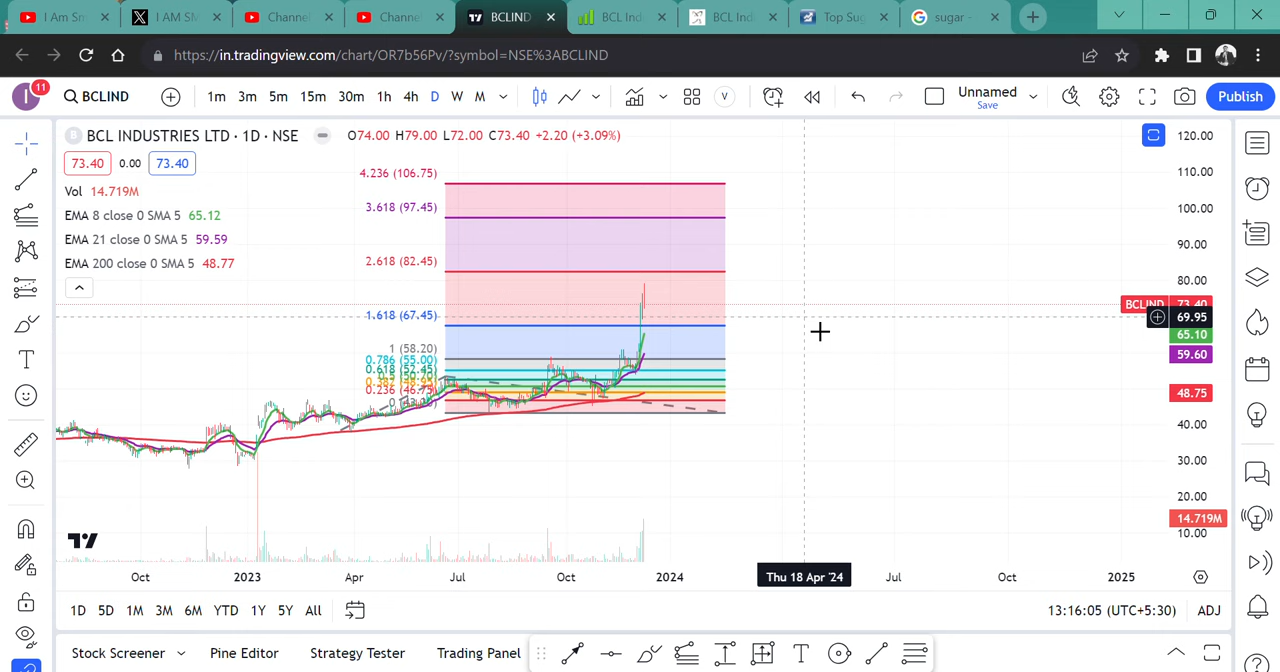 I Am Sm
I AM SM
Channel
Channe
BCLIND
BCL Ind
BCL Ind
Top Sug
sugar -
https://in.tradingview.com/chart/OR7b56Pv/?symbol=NSE%3ABCLIND
I 11 BCLIND 1m 3m 5m 15m 30m 1h 4h D W M V Unnamed Save Publish
B BCL INDUSTRIES LTD · 1D · NSE O74.00 H79.00 L72.00 C73.40 +2.20 (+3.09%)
73.40 0.00 73.40
Vol 14.719M
EMA 8 close 0 SMA 5 65.12
EMA 21 close 0 SMA 5 59.59
EMA 200 close 0 SMA 5 48.77
4.236 (106.75)
3.618 (97.45)
2.618 (82.45)
1.618 (67.45)
1 (58.20)
0.786 (55.00)
0.618 (52.45)
0.236 (46.75)
120.00
110.00
100.00
90.00
80.00
BCLIND 73.40
69.95
65.10
59.60
48.75
40.00
30.00
20.00
14.719M
10.00
Oct 2023 Apr Jul Oct 2024 Thu 18 Apr '24 Jul Oct 2025
1D 5D 1M 3M 6M YTD 1Y 5Y All 13:16:05 (UTC+5:30) ADJ
Stock Screener Pine Editor Strategy Tester Trading Panel